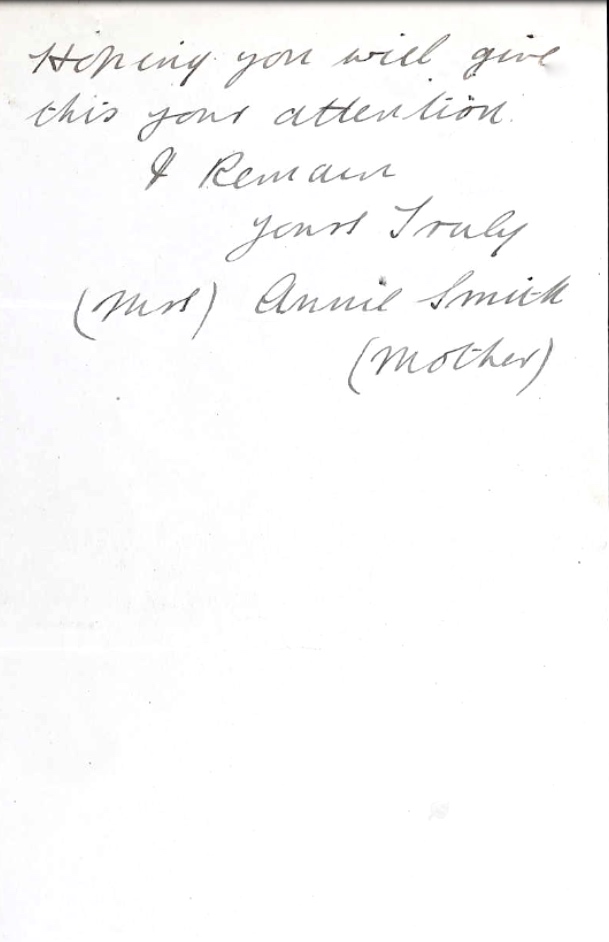 Hoping you will give
this your attention.
I Remain
yours Truly
(Mrs) Annie Smith
(Mother)